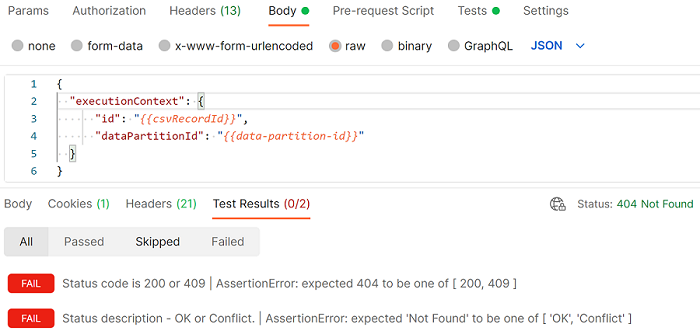 Params Authorization Headers (13) Body Pre-request Script Tests Settings
none form-data x-www-form-urlencoded raw binary GraphQL JSON
1 {
2 "executionContext": {
3 "id": "{{csvRecordId}}",
4 "dataPartitionId": "{{data-partition-id}}"
5 }
6 }
Body Cookies (1) Headers (21) Test Results (0/2) Status: 404 Not Found
All Passed Skipped Failed
FAIL Status code is 200 or 409 | AssertionError: expected 404 to be one of [ 200, 409 ]
FAIL Status description - OK or Conflict. | AssertionError: expected 'Not Found' to be one of [ 'OK', 'Conflict' ]